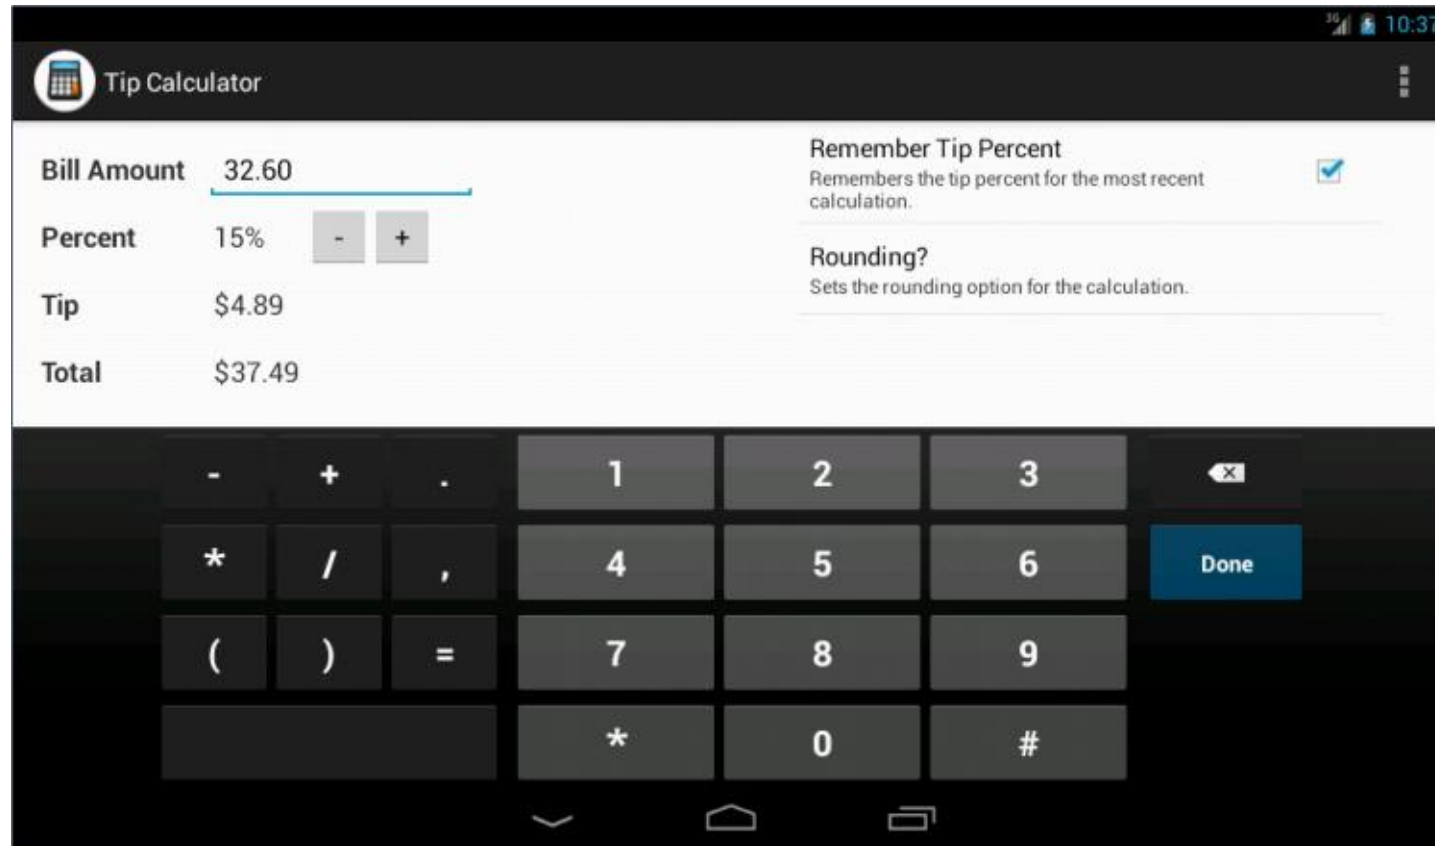 3G 10:37
Tip Calculator
Bill Amount 32.60
Percent 15% - +
Tip $4.89
Total $37.49
Remember Tip Percent
Remembers the tip percent for the most recent
calculation.
Rounding?
Sets the rounding option for the calculation.
- + . 1 2 3
* / , 4 5 6 Done
( ) = 7 8 9
* 0 #